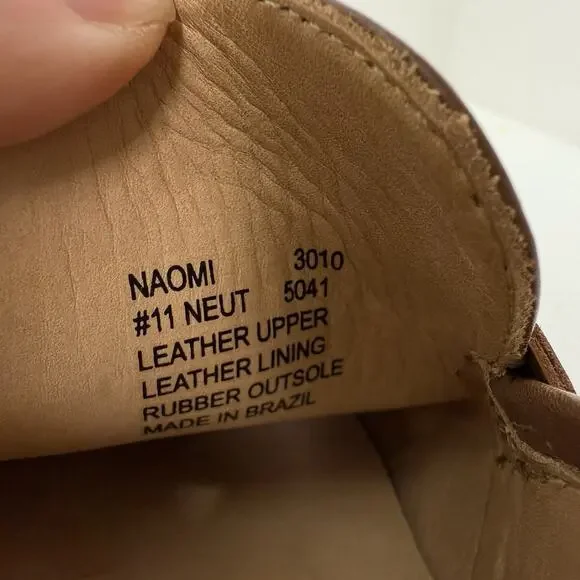 NAOMI 3010
#11 NEUT 5041
LEATHER UPPER
LEATHER LINING
RUBBER OUTSOLE
MADE IN BRAZIL